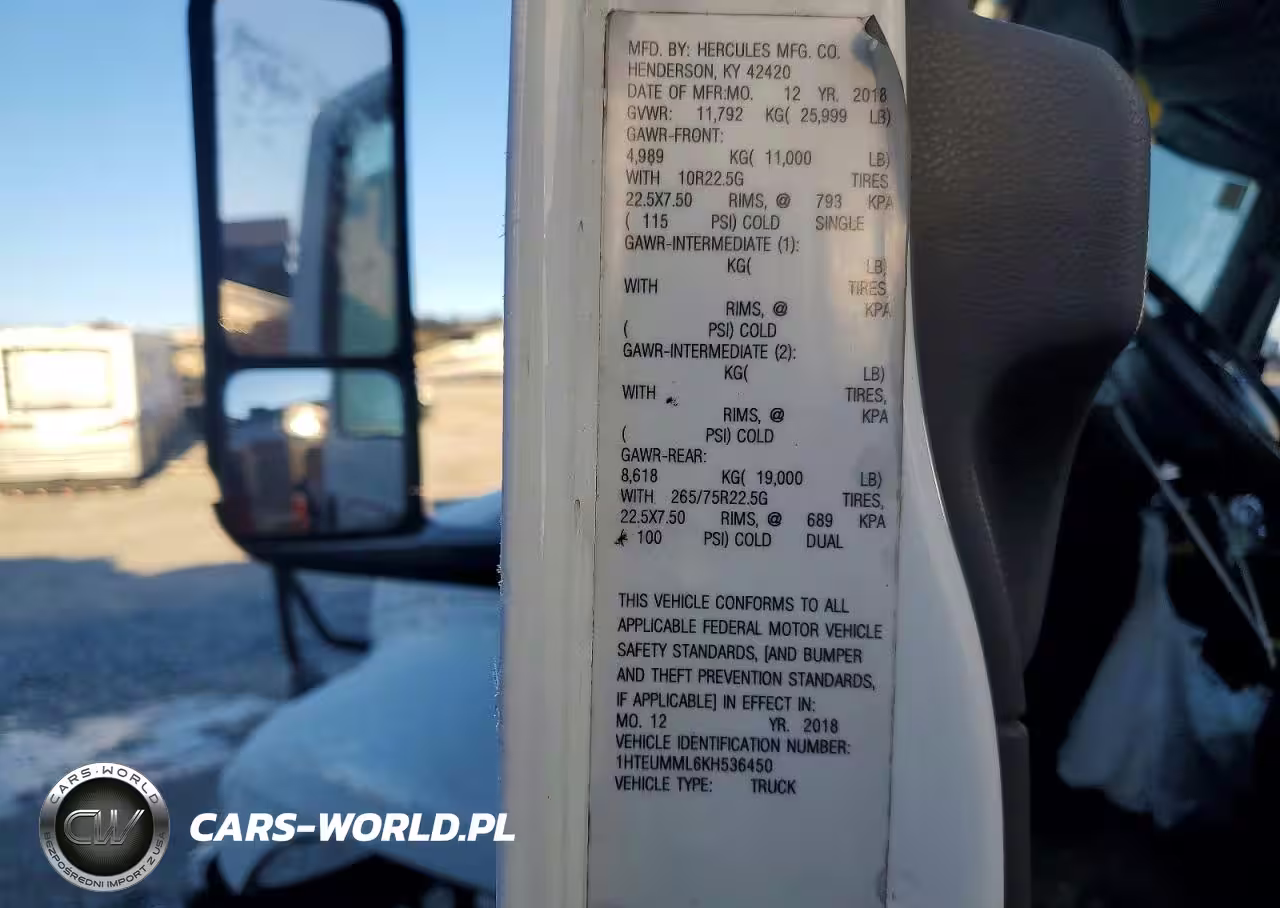 MFD. BY: HERCULES MFG. CO.
HENDERSON, KY 42420
DATE OF MFR:MO. 12 YR. 2018
GVWR: 11,792 KG( 25,999 LB)
GAWR-FRONT:
4,989 KG( 11,000 LB)
WITH 10R22.5G TIRES
22.5X7.50 RIMS, @ 793 KPA
( 115 PSI) COLD SINGLE
GAWR-INTERMEDIATE (1):
KG( LB)
WITH TIRES,
RIMS, @ KPA
( PSI) COLD
GAWR-INTERMEDIATE (2):
KG( LB)
WITH TIRES,
RIMS, @ KPA
( PSI) COLD
GAWR-REAR:
8,618 KG( 19,000 LB)
WITH 265/75R22.5G TIRES,
22.5X7.50 RIMS, @ 689 KPA
( 100 PSI) COLD DUAL
THIS VEHICLE CONFORMS TO ALL
APPLICABLE FEDERAL MOTOR VEHICLE
SAFETY STANDARDS, [AND BUMPER
AND THEFT PREVENTION STANDARDS,
IF APPLICABLE] IN EFFECT IN:
MO. 12 YR. 2018
VEHICLE IDENTIFICATION NUMBER:
1HTEUMML6KH536450
VEHICLE TYPE: TRUCK
CARS-WORLD
CW
BEZPOŚREDNI IMPORT Z USA
CARS-WORLD.PL